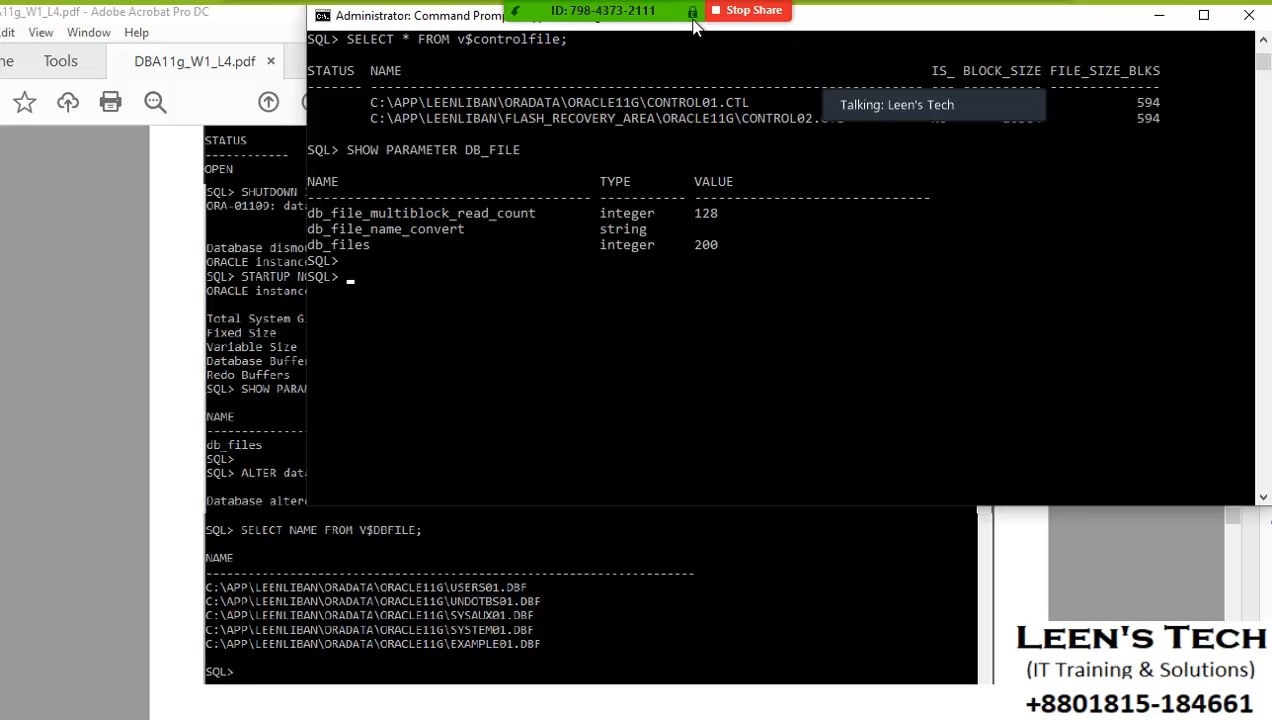 A11g_W1_L4.pdf - Adobe Acrobat Pro DC
dit View Window Help
me Tools DBA11g_W1_L4.pdf ×
Administrator: Command Promp
ID: 798-4373-2111
Stop Share
SQL> SELECT * FROM v$controlfile;
STATUS NAME IS_ BLOCK_SIZE FILE_SIZE_BLKS
------- --------------------------------------------------------------------------------
C:\APP\LEENLIBAN\ORADATA\ORACLE11G\CONTROL01.CTL 594
C:\APP\LEENLIBAN\FLASH_RECOVERY_AREA\ORACLE11G\CONTROL02. 594
Talking: Leen's Tech
SQL> SHOW PARAMETER DB_FILE
NAME TYPE VALUE
------------------------------------ ----------- ------------------------------
db_file_multiblock_read_count integer 128
db_file_name_convert string
db_files integer 200
SQL>
SQL>
STATUS
------------
OPEN
SQL> SHUTDOWN
ORA-01109: dat
Database dismo
ORACLE instanc
SQL> STARTUP NO
ORACLE instanc
Total System G
Fixed Size
Variable Size
Database Buffe
Redo Buffers
SQL> SHOW PARA
NAME
--------------
db_files
SQL>
SQL> ALTER data
Database alter
SQL> SELECT NAME FROM V$DBFILE;
NAME
--------------------------------------------------------------------------------
C:\APP\LEENLIBAN\ORADATA\ORACLE11G\USERS01.DBF
C:\APP\LEENLIBAN\ORADATA\ORACLE11G\UNDOTBS01.DBF
C:\APP\LEENLIBAN\ORADATA\ORACLE11G\SYSAUX01.DBF
C:\APP\LEENLIBAN\ORADATA\ORACLE11G\SYSTEM01.DBF
C:\APP\LEENLIBAN\ORADATA\ORACLE11G\EXAMPLE01.DBF
SQL>
LEEN'S TECH
(IT Training & Solutions)
+8801815-184661